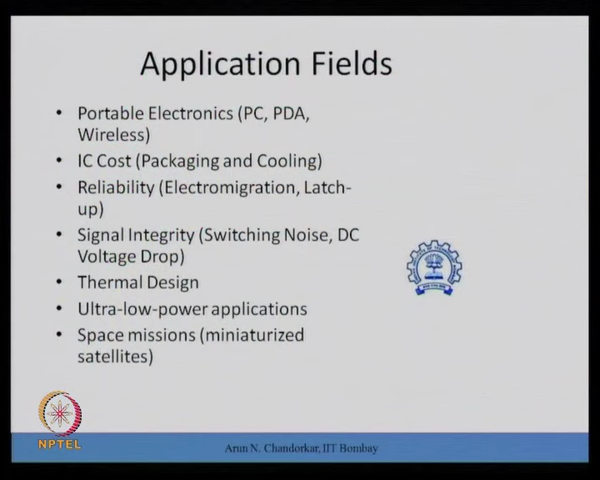 Application Fields
• Portable Electronics (PC, PDA,
Wireless)
• IC Cost (Packaging and Cooling)
• Reliability (Electromigration, Latch-
up)
• Signal Integrity (Switching Noise, DC
Voltage Drop)
• Thermal Design
• Ultra-low-power applications
• Space missions (miniaturized
satellites)
NPTEL
Arun N. Chandorkar, IIT Bombay